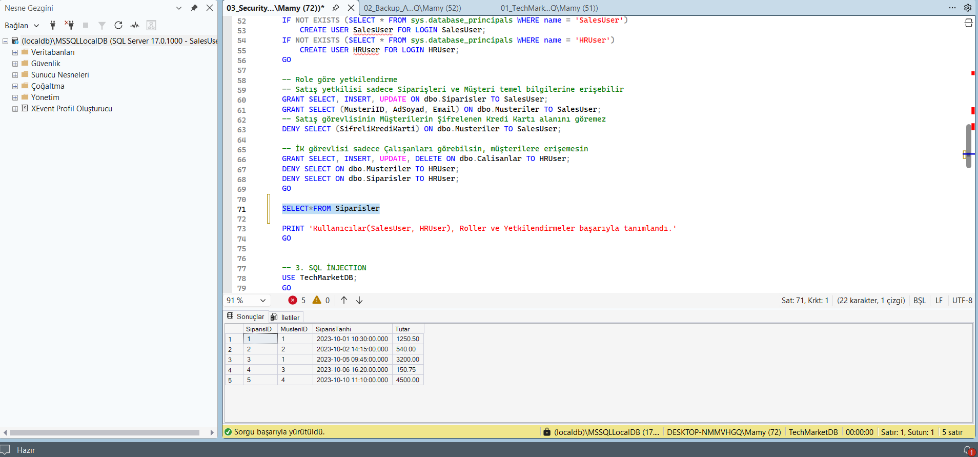 Nesne Gezgini
03_Security...\Mamy (72))*
02_Backup_A...O\Mamy (52))
01_TechMark...O\Mamy (51))
Bağlan
(localdb)\MSSQLLocalDB (SQL Server 17.0.1000 - SalesUse
Veritabanları
Güvenlik
Sunucu Nesneleri
Çoğaltma
Yönetim
XEvent Profil Oluşturucu
52 IF NOT EXISTS (SELECT * FROM sys.database_principals WHERE name = 'SalesUser')
53 CREATE USER SalesUser FOR LOGIN SalesUser;
54 IF NOT EXISTS (SELECT * FROM sys.database_principals WHERE name = 'HRUser')
55 CREATE USER HRUser FOR LOGIN HRUser;
56 GO
57
58 -- Role göre yetkilendirme
59 -- Satış yetkilisi sadece Siparişleri ve Müşteri temel bilgilerine erişebilir
60 GRANT SELECT, INSERT, UPDATE ON dbo.Siparisler TO SalesUser;
61 GRANT SELECT (MusteriID, AdSoyad, Email) ON dbo.Musteriler TO SalesUser;
62 -- Satış görevlisinin Müşterilerin Şifrelenen Kredi Kartı alanını göremez
63 DENY SELECT (SifreliKrediKarti) ON dbo.Musteriler TO SalesUser;
64
65 -- İK görevlisi sadece Çalışanları görebilsin, müşterilere erişemesin
66 GRANT SELECT, INSERT, UPDATE, DELETE ON dbo.Calisanlar TO HRUser;
67 DENY SELECT ON dbo.Musteriler TO HRUser;
68 DENY SELECT ON dbo.Siparisler TO HRUser;
69 GO
70
71 SELECT*FROM Siparisler
72
73 PRINT 'Kullanıcılar(SalesUser, HRUser), Roller ve Yetkilendirmeler başarıyla tanımlandı.'
74 GO
75
76
77 -- 3. SQL İNJECTION
78 USE TechMarketDB;
79 GO
91 % 5 0 Sat: 71, Krkt: 1 (22 karakter, 1 çizgi) BŞL LF UTF-8
Sonuçlar İletiler
SiparisID MusteriID SiparisTarihi Tutar
1 1 1 2023-10-01 10:30:00.000 1250.50
2 2 2 2023-10-02 14:15:00.000 540.00
3 3 1 2023-10-05 09:45:00.000 3200.00
4 4 3 2023-10-06 16:20:00.000 150.75
5 5 4 2023-10-10 11:10:00.000 4500.00
Sorgu başarıyla yürütüldü. (localdb)\MSSQLLocalDB (17.... DESKTOP-NMMVHGQ\Mamy (72) TechMarketDB 00:00:00 Satır: 1, Sütun: 1 5 satır
Hazır